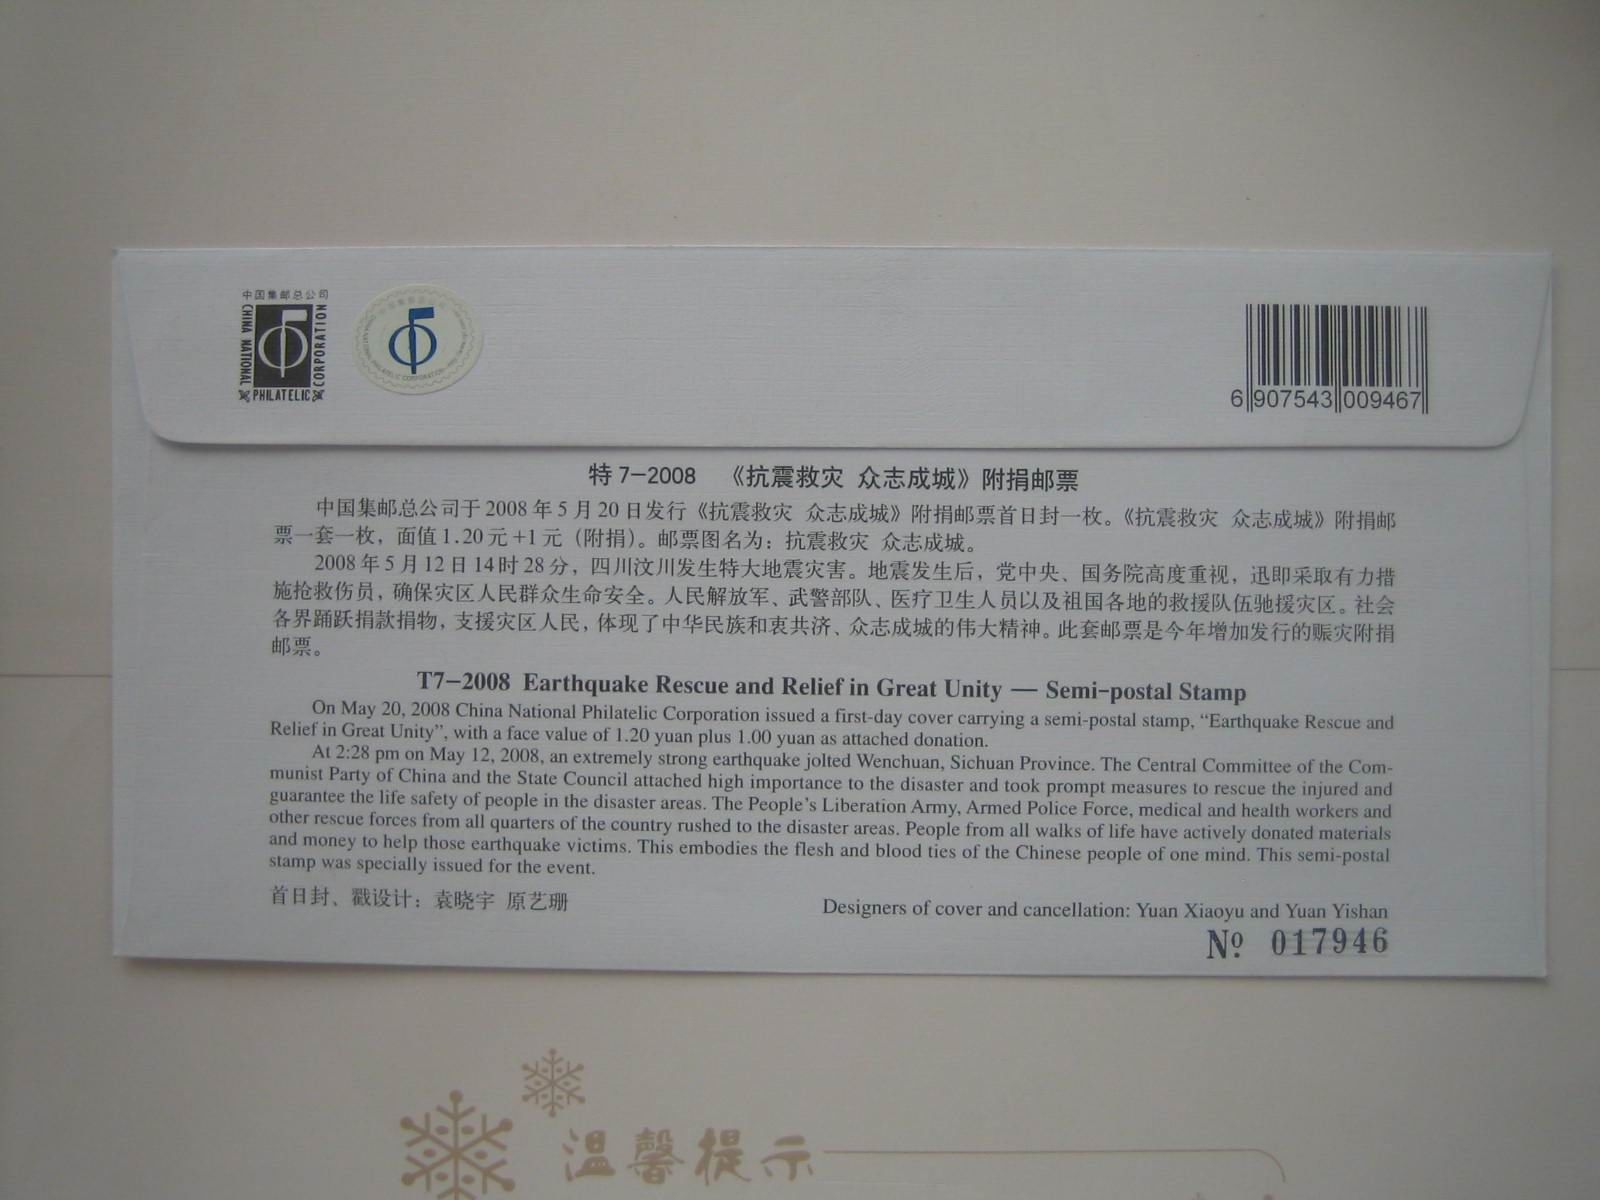 中国集邮总公司
CHINA NATIONAL
PHILATELIC
CORPORATION
6 907543 009467
特 7-2008 《抗震救灾 众志成城》附捐邮票
中国集邮总公司于 2008 年 5 月 20 日发行《抗震救灾 众志成城》附捐邮票首日封一枚。《抗震救灾 众志成城》附捐邮
票一套一枚，面值 1.20 元+1 元（附捐）。邮票图名为：抗震救灾 众志成城。
2008 年 5 月 12 日 14 时 28 分，四川汶川发生特大地震灾害。地震发生后，党中央、国务院高度重视，迅即采取有力措
施抢救伤员，确保灾区人民群众生命安全。人民解放军、武警部队、医疗卫生人员以及祖国各地的救援队伍驰援灾区。社会
各界踊跃捐款捐物，支援灾区人民，体现了中华民族和衷共济、众志成城的伟大精神。此套邮票是今年增加发行的赈灾附捐
邮票。
T7-2008 Earthquake Rescue and Relief in Great Unity — Semi-postal Stamp
On May 20, 2008 China National Philatelic Corporation issued a first-day cover carrying a semi-postal stamp, “Earthquake Rescue and
Relief in Great Unity”, with a face value of 1.20 yuan plus 1.00 yuan as attached donation.
At 2:28 pm on May 12, 2008, an extremely strong earthquake jolted Wenchuan, Sichuan Province. The Central Committee of the Com-
munist Party of China and the State Council attached high importance to the disaster and took prompt measures to rescue the injured and
guarantee the life safety of people in the disaster areas. The People’s Liberation Army, Armed Police Force, medical and health workers and
other rescue forces from all quarters of the country rushed to the disaster areas. People from all walks of life have actively donated materials
and money to help those earthquake victims. This embodies the flesh and blood ties of the Chinese people of one mind. This semi-postal
stamp was specially issued for the event.
首日封、戳设计：袁晓宇 原艺珊
Designers of cover and cancellation: Yuan Xiaoyu and Yuan Yishan
Nº 017946
温馨提示